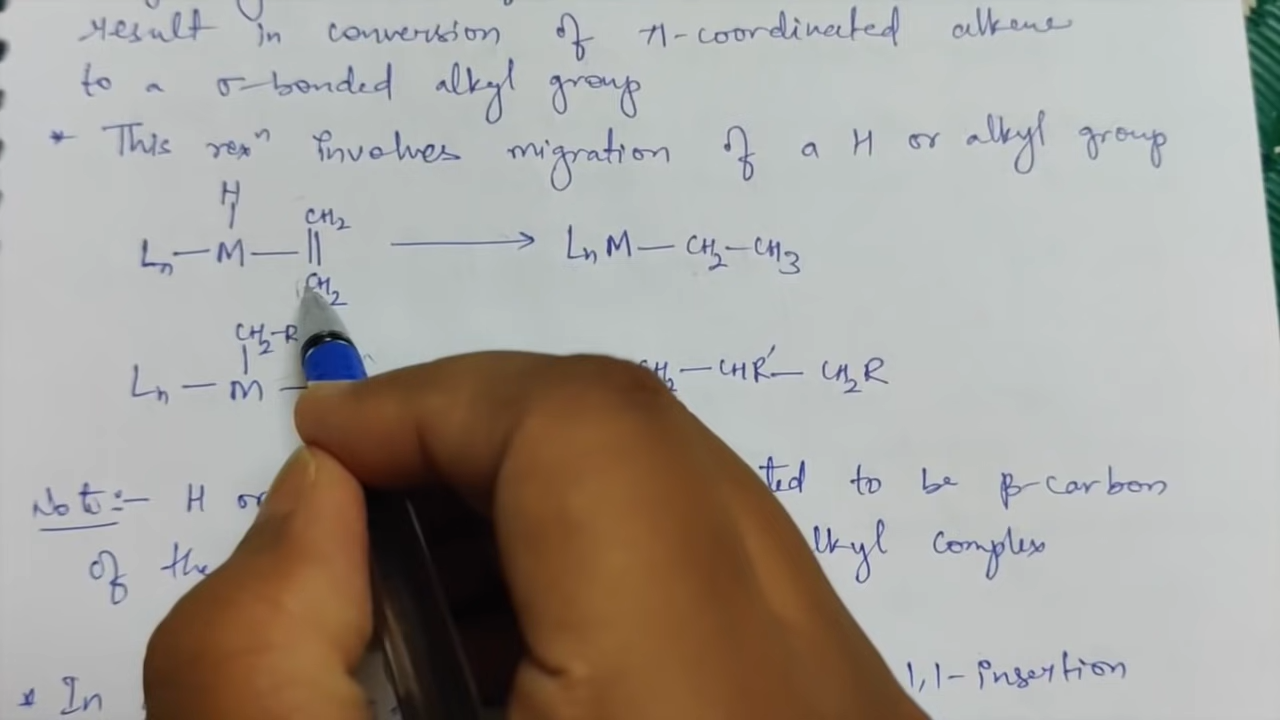 result in conversion of π-coordinated alkene
to a σ-bonded alkyl group
* This rexⁿ involves migration of a H or alkyl group
H
CH₂
Lₙ—M—|| ⟶ LₙM—CH₂—CH₃
CH₂
CH₂-R
Lₙ—M— CH₂—CHR′—CH₂R
Note:- H or to be β-carbon
of the alkyl complex
* In 1,1-insertion